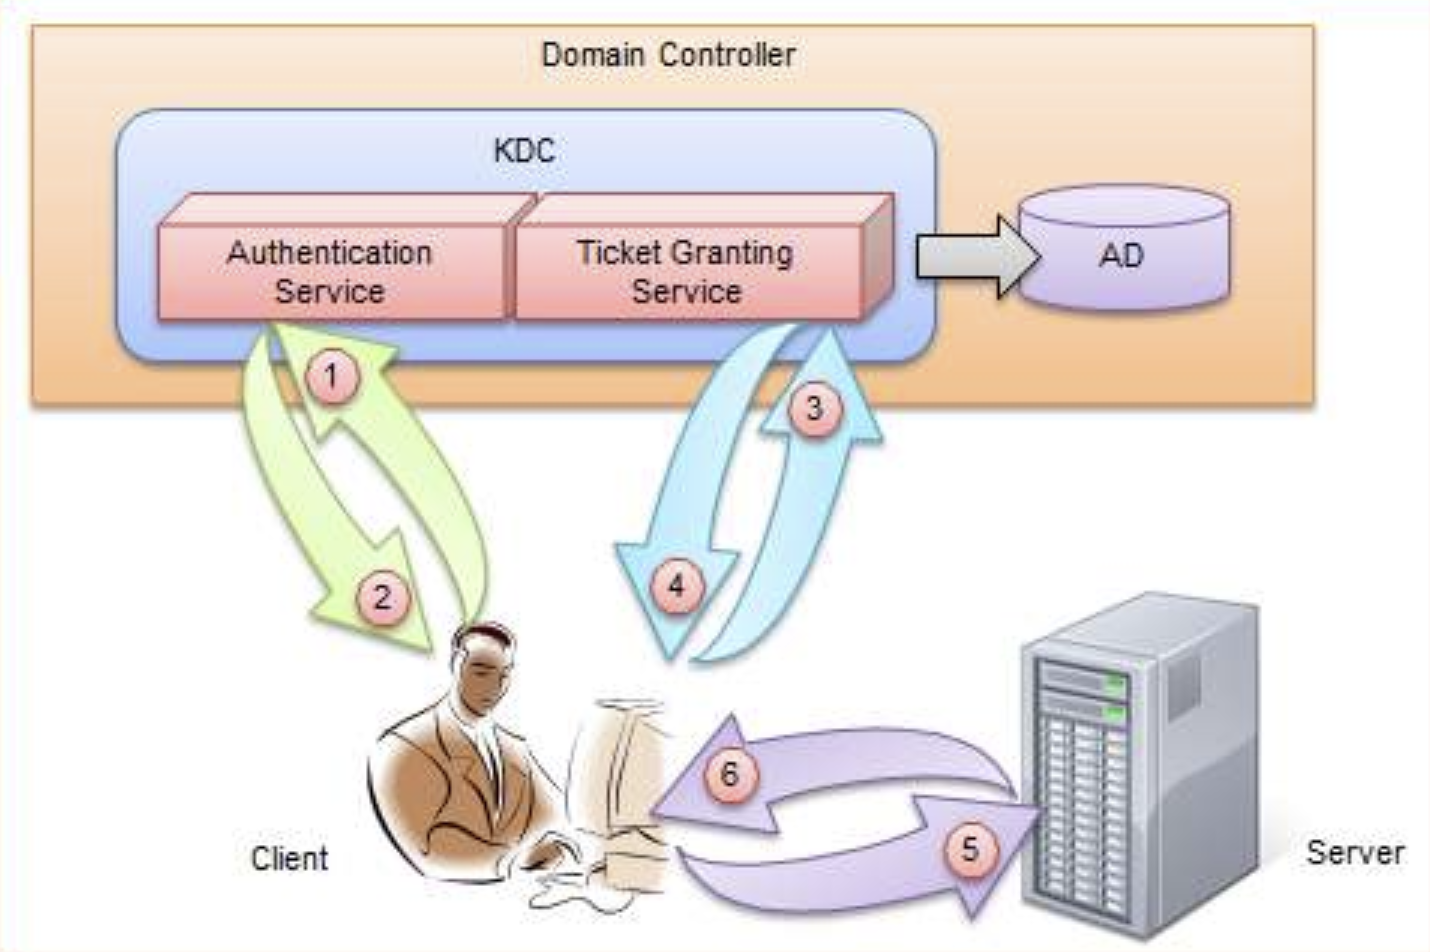 Domain Controller
KDC
Authentication
Service
Ticket Granting
Service
AD
1
3
2
4
6
5
Client
Server